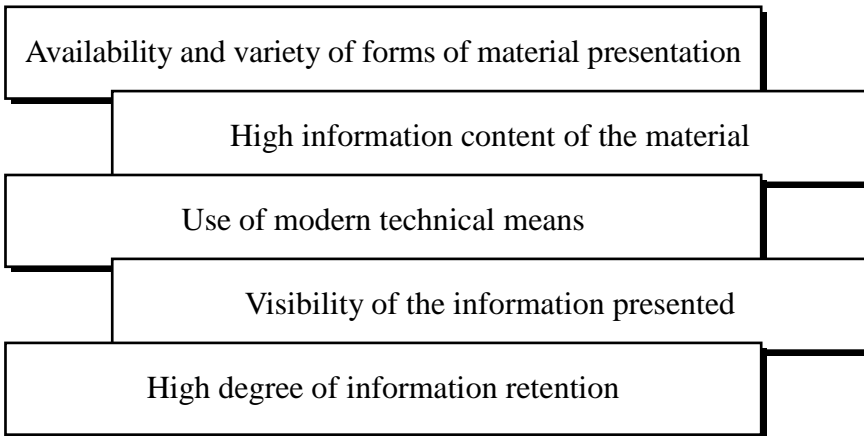 Availability and variety of forms of material presentation
High information content of the material
Use of modern technical means
Visibility of the information presented
High degree of information retention